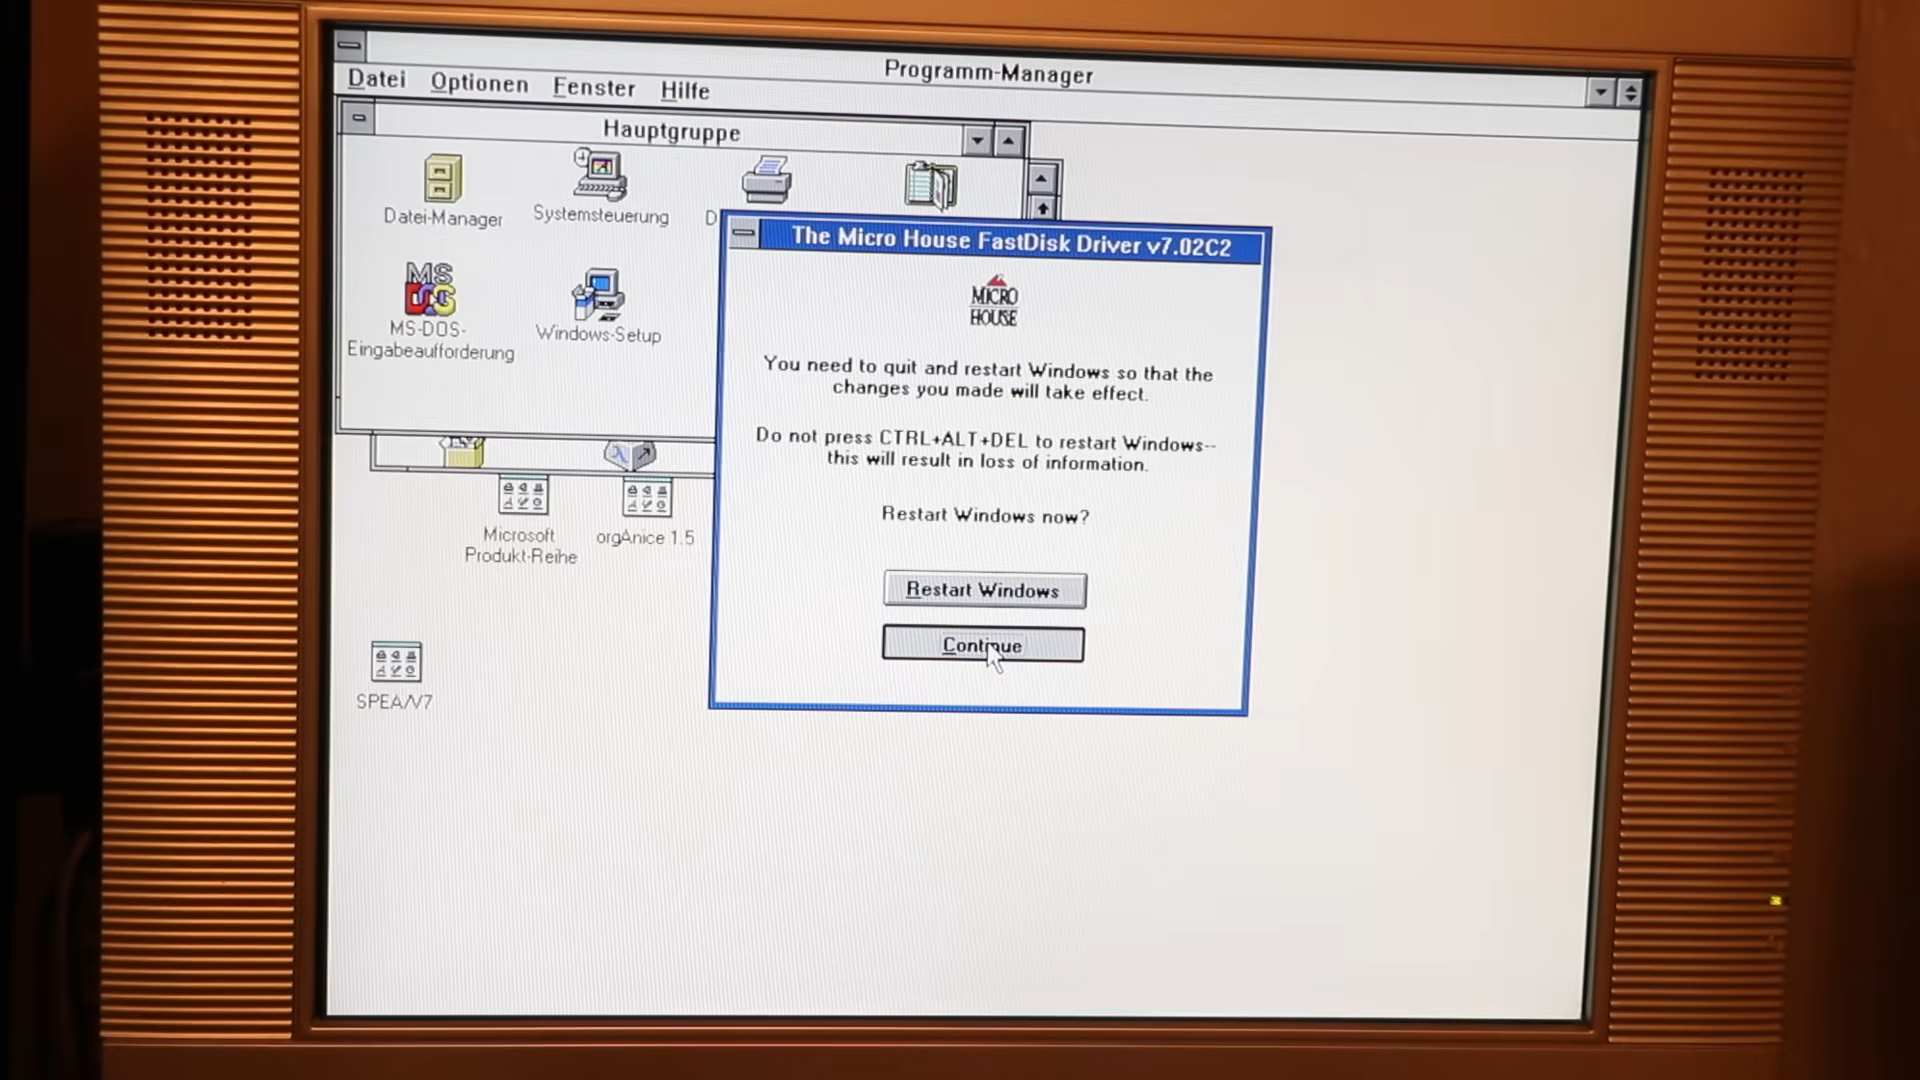 Programm-Manager
Datei Optionen Fenster Hilfe
Hauptgruppe
Datei-Manager
Systemsteuerung
D
MS-DOS-
Eingabeaufforderung
Windows-Setup
Microsoft
Produkt-Reihe
orgAnice 1.5
SPEA/V7
The Micro House FastDisk Driver v7.02C2
MICRO
HOUSE
You need to quit and restart Windows so that the
changes you made will take effect.
Do not press CTRL+ALT+DEL to restart Windows--
this will result in loss of information.
Restart Windows now?
Restart Windows
Continue